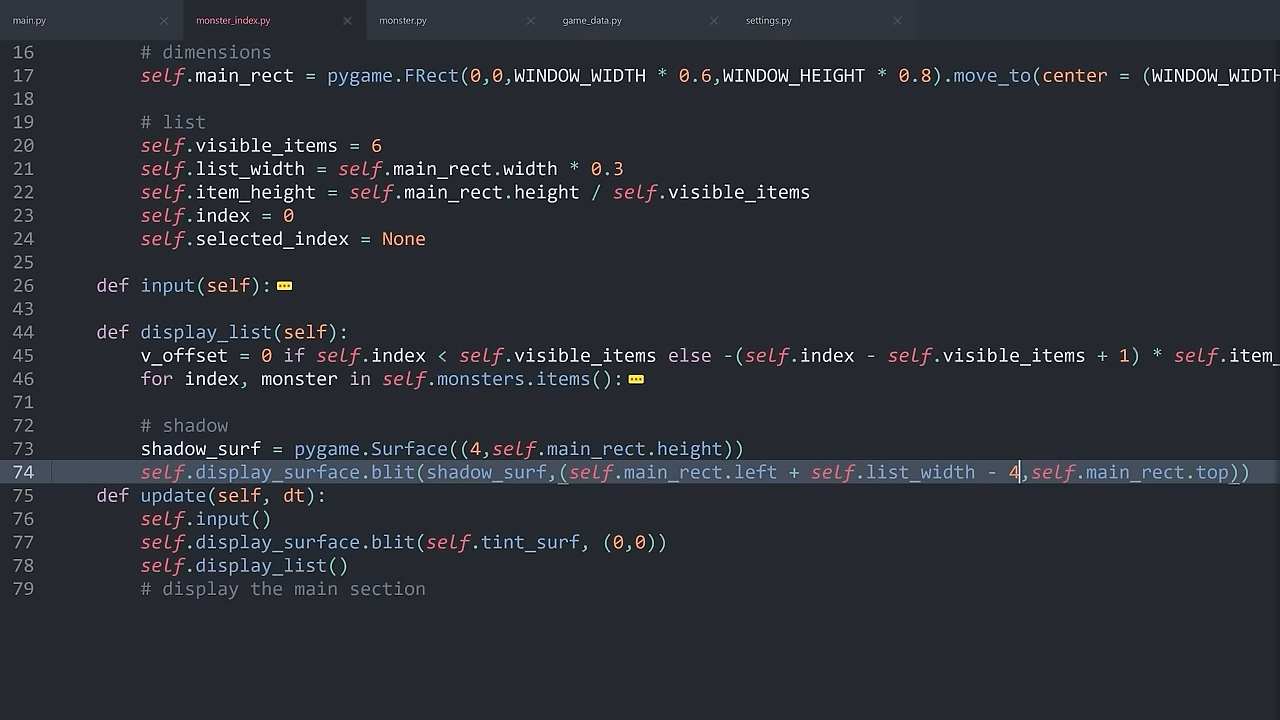 main.py
monster_index.py
monster.py
game_data.py
settings.py
16 # dimensions
17 self.main_rect = pygame.FRect(0,0,WINDOW_WIDTH * 0.6,WINDOW_HEIGHT * 0.8).move_to(center = (WINDOW_WIDTH
18
19 # list
20 self.visible_items = 6
21 self.list_width = self.main_rect.width * 0.3
22 self.item_height = self.main_rect.height / self.visible_items
23 self.index = 0
24 self.selected_index = None
25
26 def input(self):
43
44 def display_list(self):
45 v_offset = 0 if self.index < self.visible_items else -(self.index - self.visible_items + 1) * self.item_
46 for index, monster in self.monsters.items():
71
72 # shadow
73 shadow_surf = pygame.Surface((4,self.main_rect.height))
74 self.display_surface.blit(shadow_surf,(self.main_rect.left + self.list_width - 4,self.main_rect.top))
75 def update(self, dt):
76 self.input()
77 self.display_surface.blit(self.tint_surf, (0,0))
78 self.display_list()
79 # display the main section